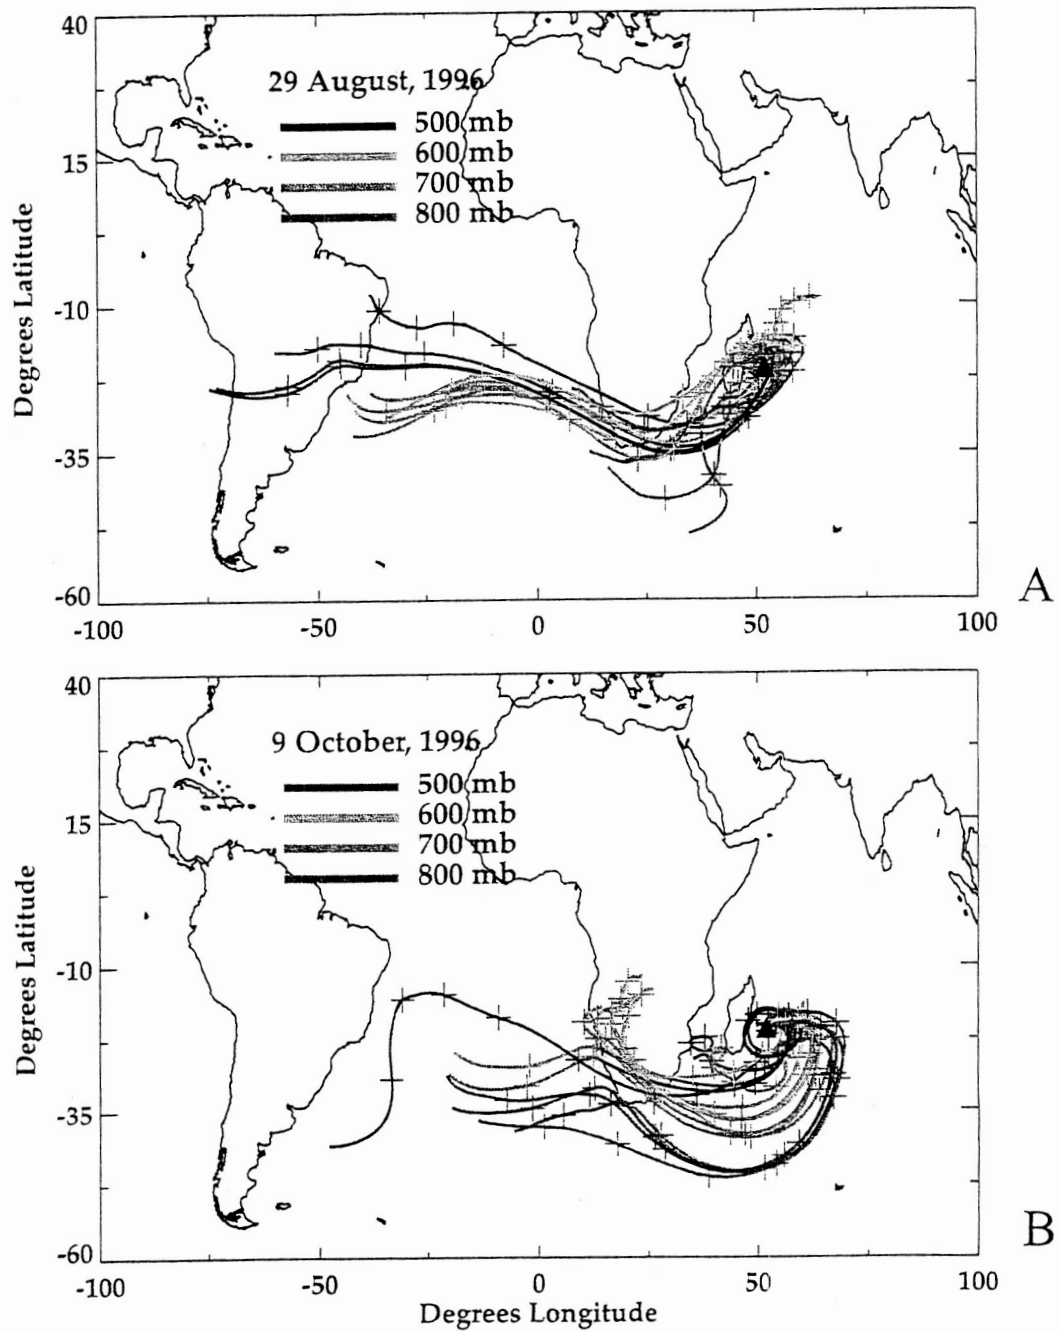 40
15
-10
-35
-60
Degrees Latitude
29 August, 1996
500 mb
600 mb
700 mb
800 mb
-100
-50
0
50
100
A
40
15
-10
-35
-60
Degrees Latitude
9 October, 1996
500 mb
600 mb
700 mb
800 mb
-100
-50
0
50
100
Degrees Longitude
B